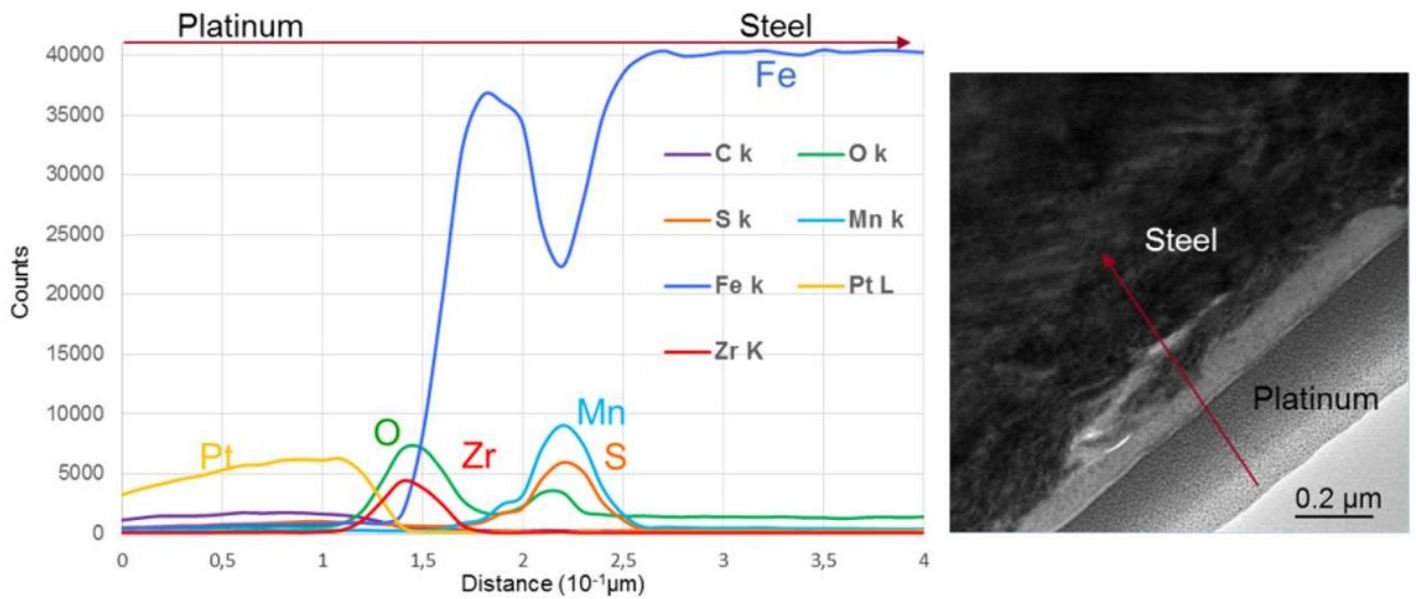 Platinum
Steel
40000
35000
30000
25000
20000
15000
10000
5000
0
Counts
Fe
C k
O k
S k
Mn k
Fe k
Pt L
Zr K
Pt
O
Zr
Mn
S
0
0,5
1
1,5
2
2,5
3
3,5
4
Distance (10⁻¹μm)
Steel
Platinum
0.2 μm